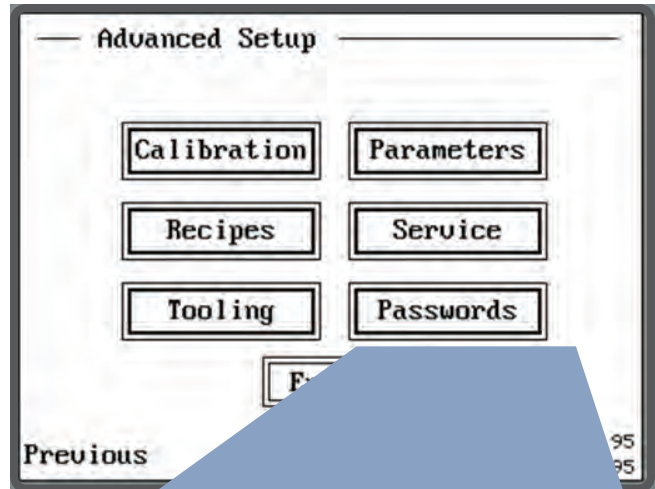 Advanced Setup
Calibration Parameters
Recipes Service
Tooling Passwords
Previous 95
95